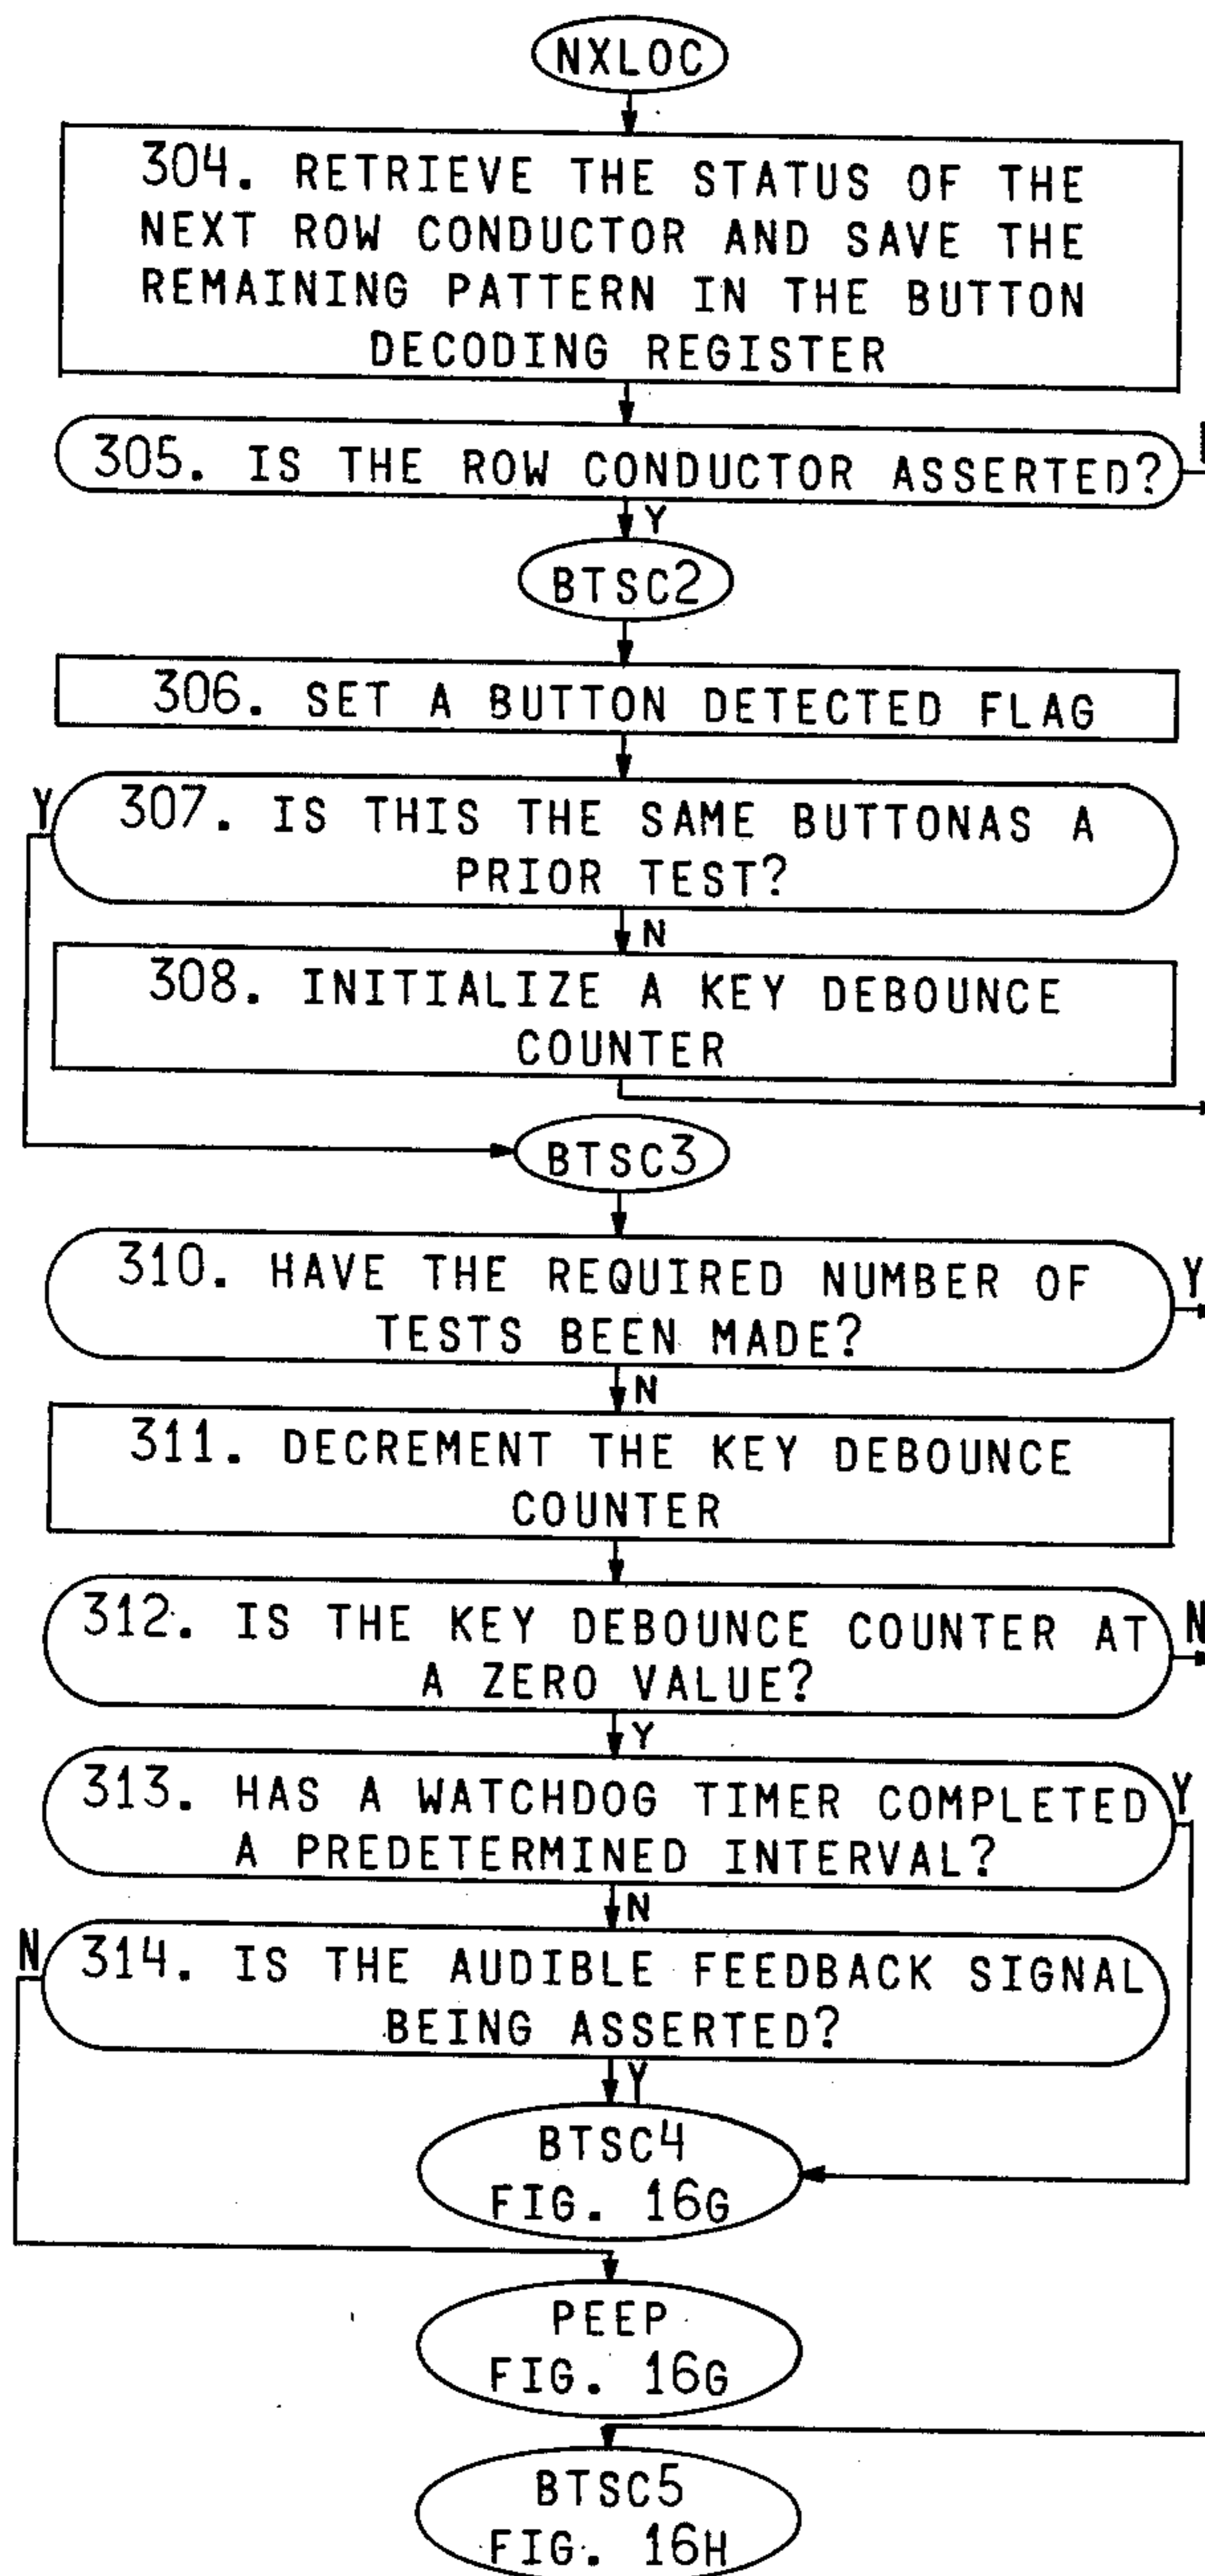 NXLOC
304. RETRIEVE THE STATUS OF THE
NEXT ROW CONDUCTOR AND SAVE THE
REMAINING PATTERN IN THE BUTTON
DECODING REGISTER
305. IS THE ROW CONDUCTOR ASSERTED?
Y
BTSC2
306. SET A BUTTON DETECTED FLAG
Y
307. IS THIS THE SAME BUTTONAS A
PRIOR TEST?
N
308. INITIALIZE A KEY DEBOUNCE
COUNTER
BTSC3
310. HAVE THE REQUIRED NUMBER OF
TESTS BEEN MADE?
Y
N
311. DECREMENT THE KEY DEBOUNCE
COUNTER
312. IS THE KEY DEBOUNCE COUNTER AT
A ZERO VALUE?
N
Y
313. HAS A WATCHDOG TIMER COMPLETED
A PREDETERMINED INTERVAL?
Y
N
N
314. IS THE AUDIBLE FEEDBACK SIGNAL
BEING ASSERTED?
Y
BTSC4
FIG. 16G
PEEP
FIG. 16G
BTSC5
FIG. 16H